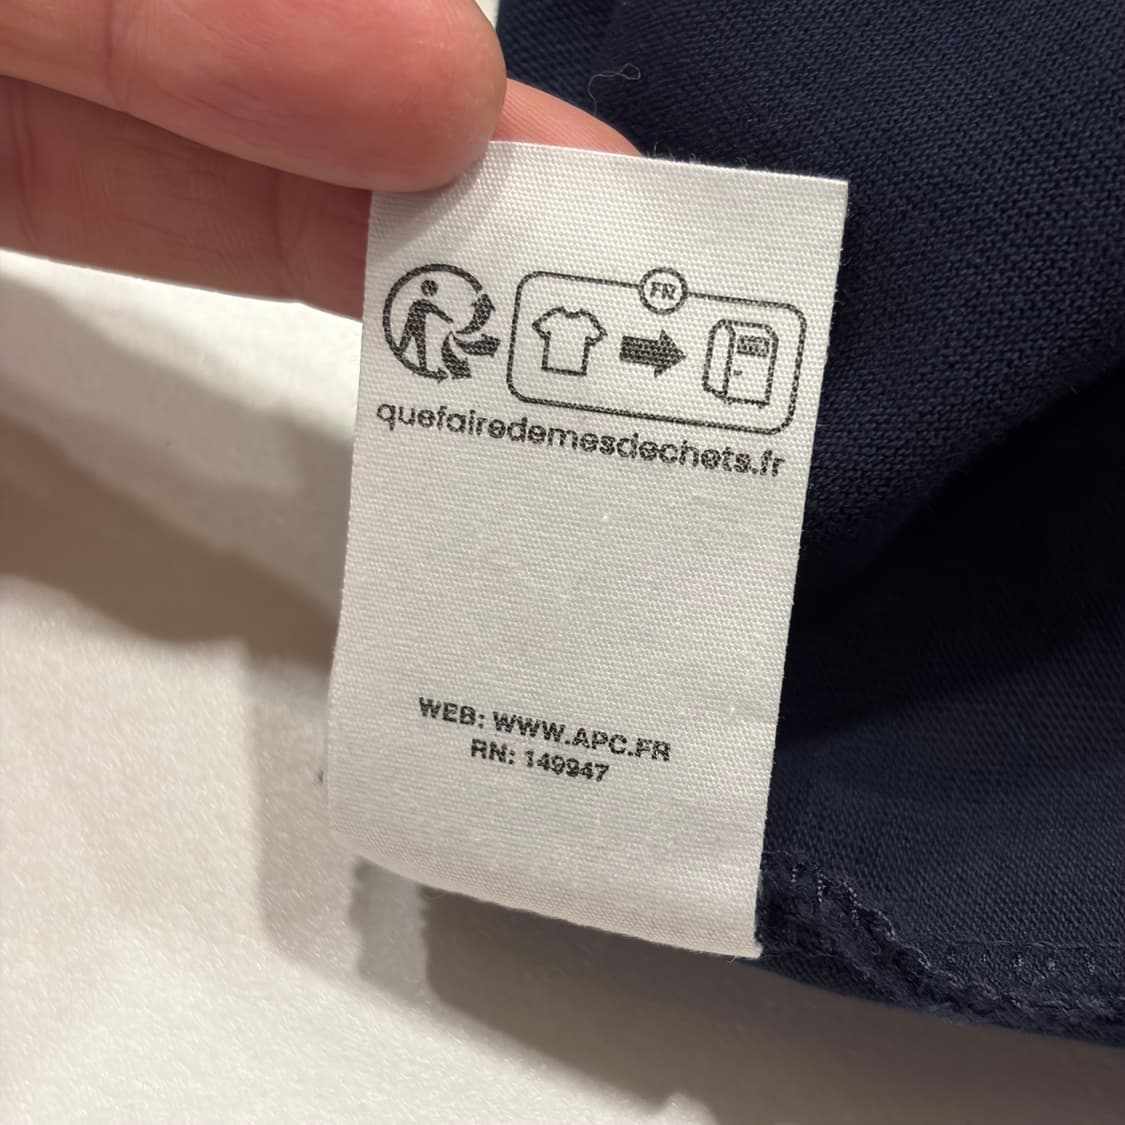 FR
quefairedemesdechets.fr
WEB: WWW.APC.FR
RN: 149947